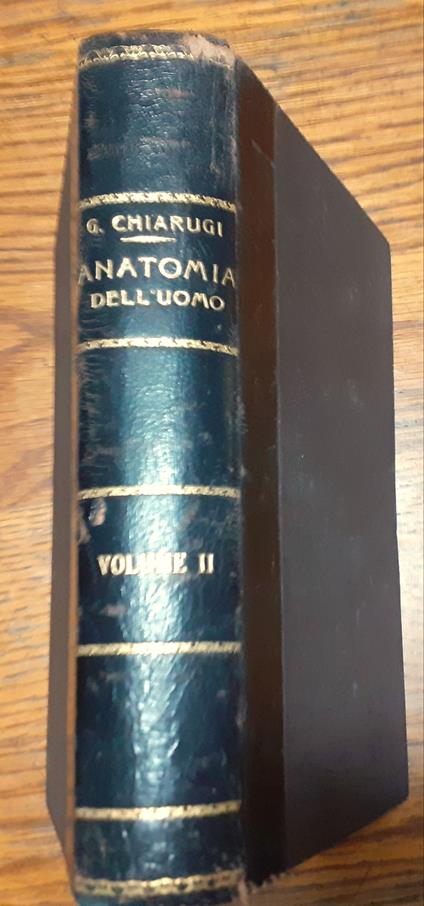 G. CHIARUGI
ANATOMIA
DELL'UOMO
VOLUME II